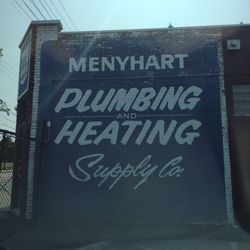 MENYHART
PLUMBING
AND
HEATING
Supply Co.